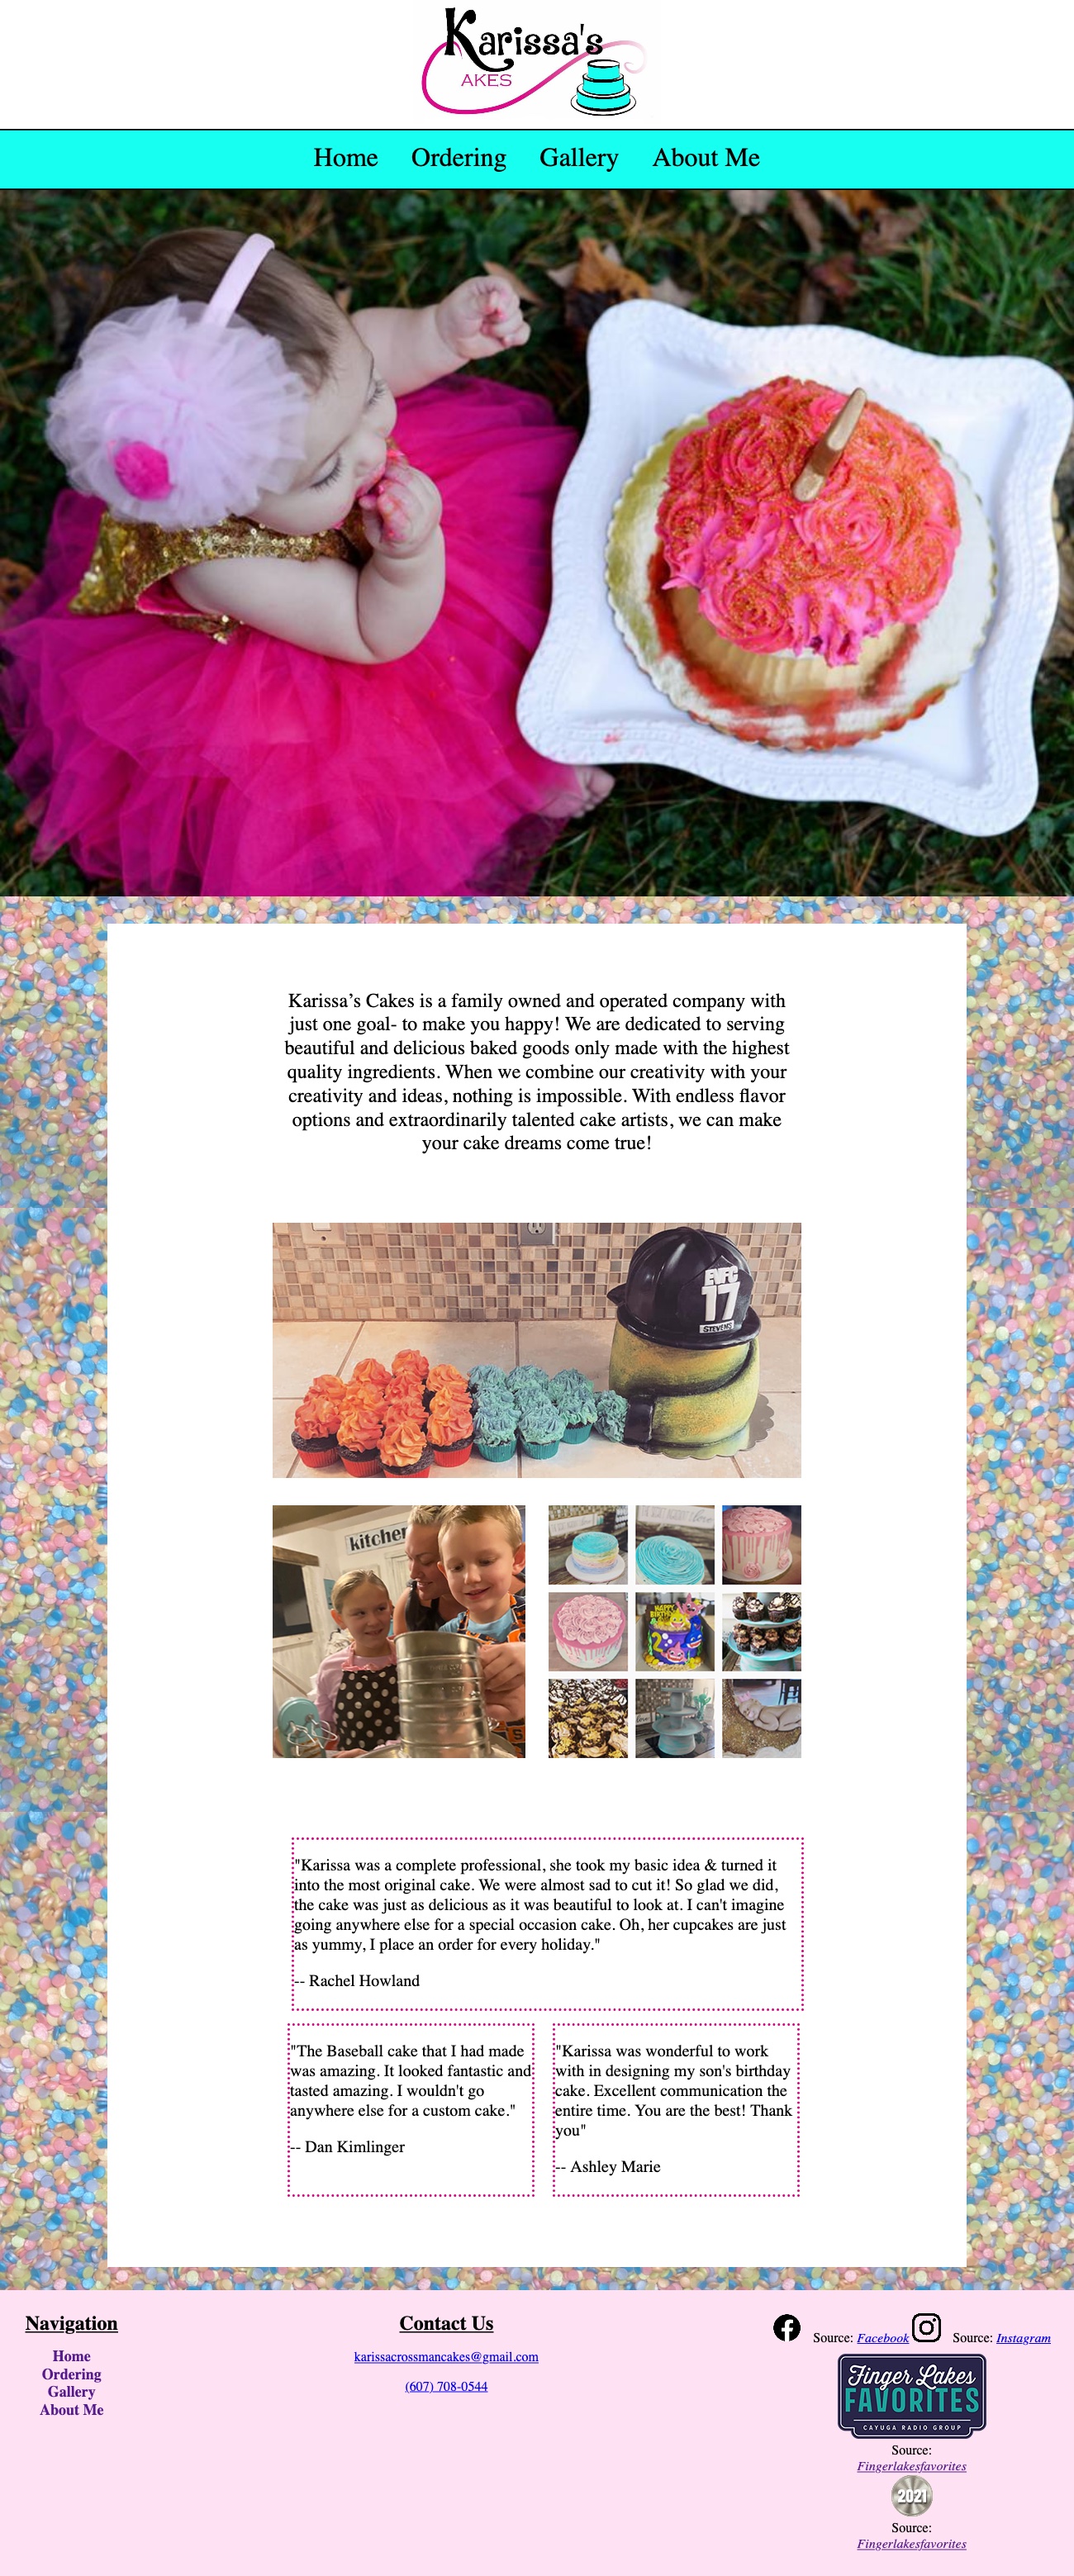 Karissa's
AKES
Home Ordering Gallery About Me
Karissa’s Cakes is a family owned and operated company with
just one goal- to make you happy! We are dedicated to serving
beautiful and delicious baked goods only made with the highest
quality ingredients. When we combine our creativity with your
creativity and ideas, nothing is impossible. With endless flavor
options and extraordinarily talented cake artists, we can make
your cake dreams come true!
17
STEVENS
kitchen
HAPPY
2
"Karissa was a complete professional, she took my basic idea & turned it
into the most original cake. We were almost sad to cut it! So glad we did,
the cake was just as delicious as it was beautiful to look at. I can't imagine
going anywhere else for a special occasion cake. Oh, her cupcakes are just
as yummy, I place an order for every holiday."
-- Rachel Howland
"The Baseball cake that I had made
was amazing. It looked fantastic and
tasted amazing. I wouldn't go
anywhere else for a custom cake."
-- Dan Kimlinger
"Karissa was wonderful to work
with in designing my son's birthday
cake. Excellent communication the
entire time. You are the best! Thank
you"
-- Ashley Marie
Navigation
Home
Ordering
Gallery
About Me
Contact Us
karissacrossmancakes@gmail.com
(607) 708-0544
Source: Facebook Source: Instagram
Finger Lakes
FAVORITES
CAYUGA RADIO GROUP
Source:
Fingerlakesfavorites
2021
Source:
Fingerlakesfavorites